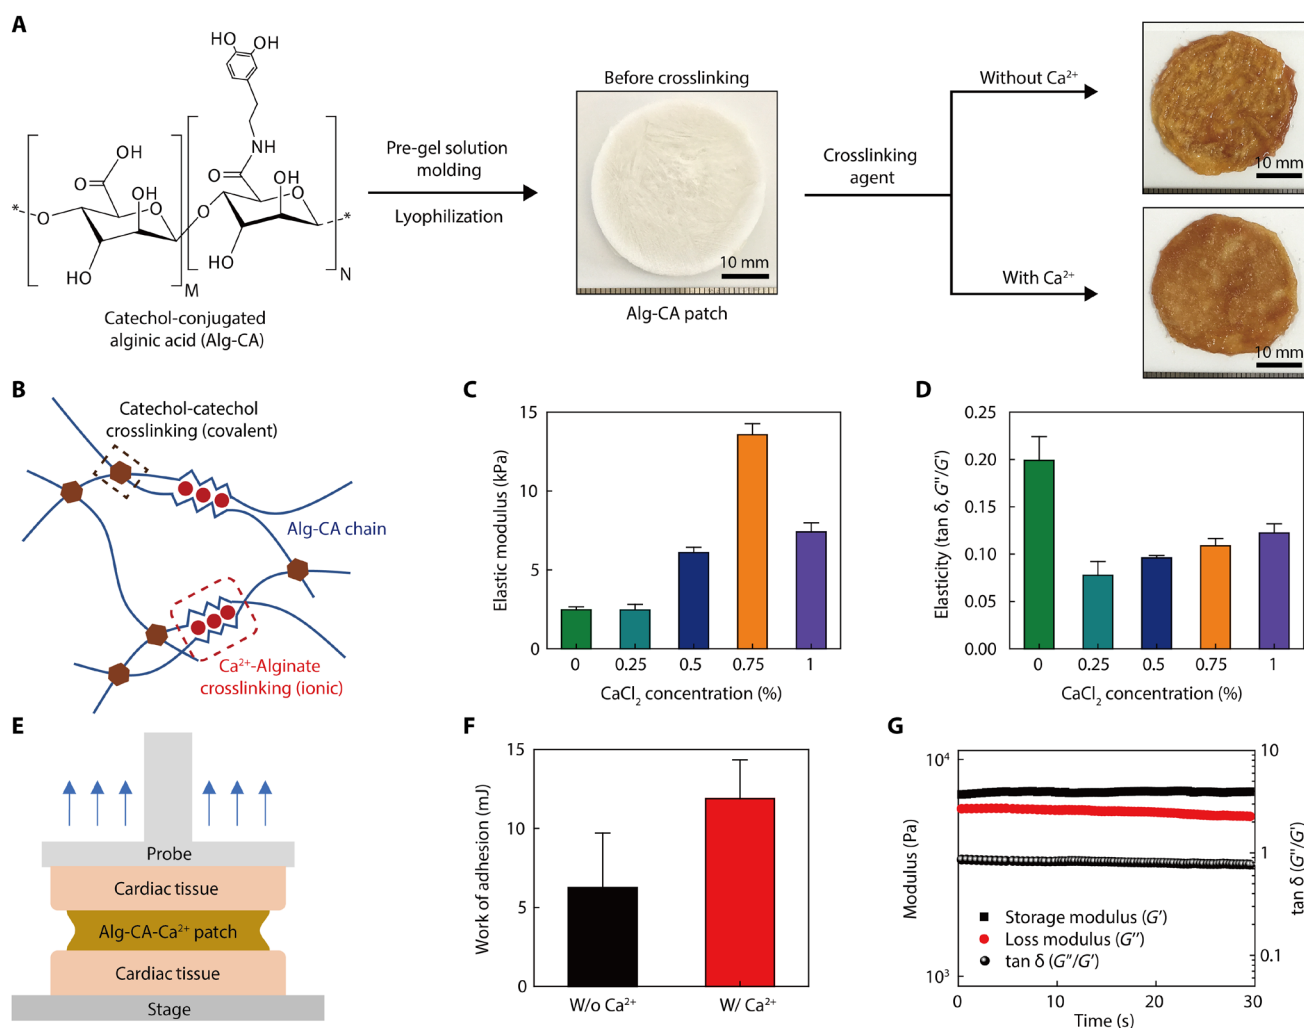 A
HO
OH
NH
O
OH
O
O
OH
O
OH
O
O
HO
HO
*
*
M
N
Catechol-conjugated
alginic acid (Alg-CA)
Pre-gel solution
molding
Lyophilization
Before crosslinking
10 mm
Alg-CA patch
Crosslinking
agent
Without Ca²⁺
10 mm
With Ca²⁺
10 mm
B
Catechol-catechol
crosslinking (covalent)
Alg-CA chain
Ca²⁺-Alginate
crosslinking (ionic)
C
Elastic modulus (kPa)
15
10
5
0
0 0.25 0.5 0.75 1
CaCl₂ concentration (%)
D
Elasticity (tan δ, G′′/G′)
0.25
0.20
0.15
0.10
0.05
0.00
0 0.25 0.5 0.75 1
CaCl₂ concentration (%)
E
Probe
Cardiac tissue
Alg-CA-Ca²⁺ patch
Cardiac tissue
Stage
F
Work of adhesion (mJ)
15
10
5
0
W/o Ca²⁺ W/ Ca²⁺
G
Modulus (Pa)
10⁴
10³
tan δ (G′′/G′)
10
1
0.1
Storage modulus (G′)
Loss modulus (G′′)
tan δ (G′′/G′)
0 10 20 30
Time (s)